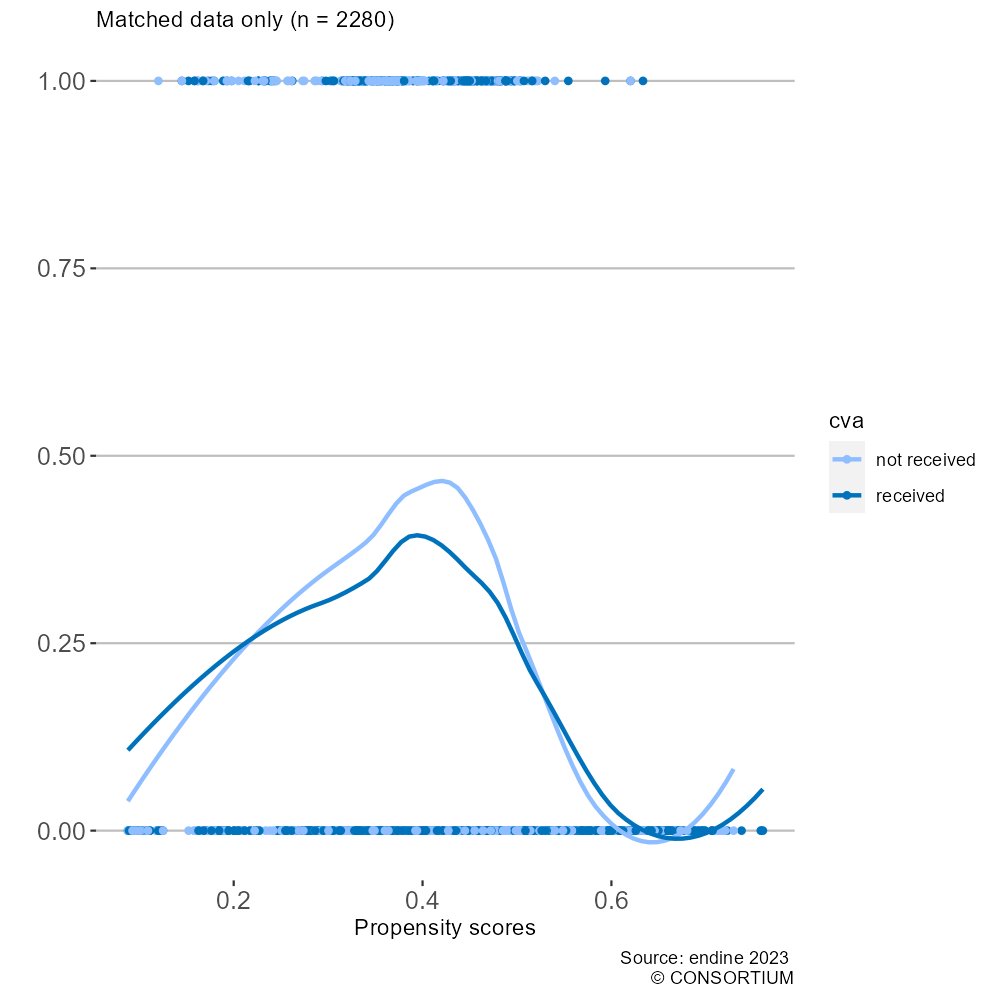 Matched data only (n = 2280)
1.00
0.75
0.50
0.25
0.00
0.2 0.4 0.6
Propensity scores
cva
not received
received
Source: endine 2023
© CONSORTIUM